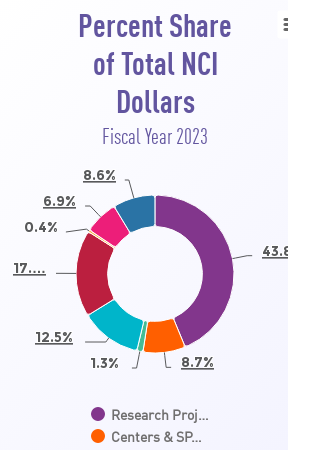 Percent Share
of Total NCI
Dollars
Fiscal Year 2023
8.6%
6.9%
0.4%
43.8
17....
12.5%
1.3%
8.7%
Research Proj...
Centers & SP...